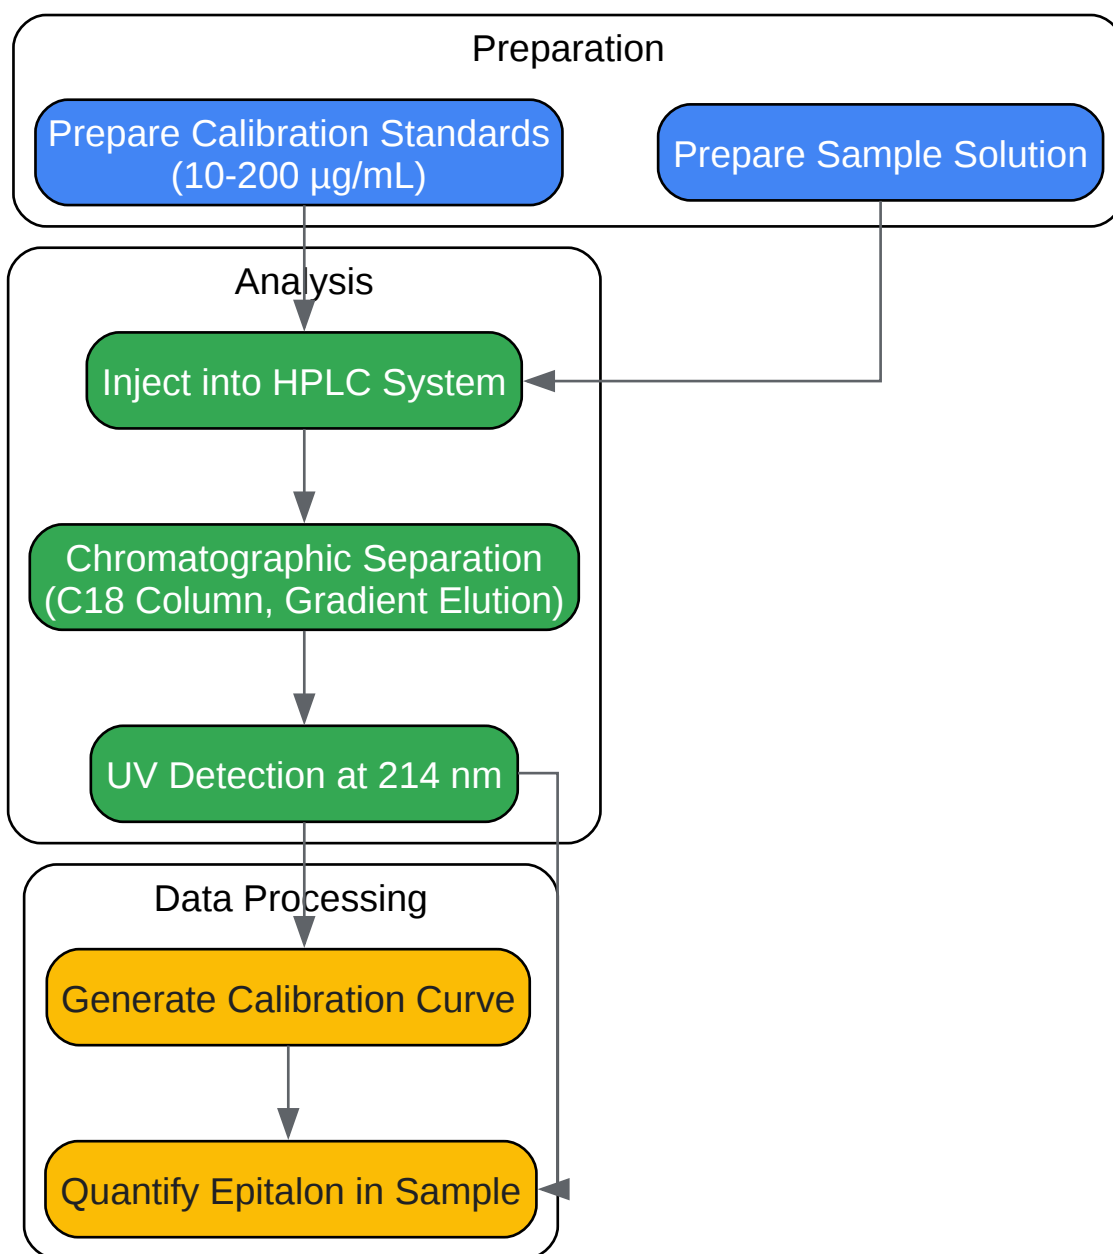 Preparation
Prepare Calibration Standards
(10-200 µg/mL)
Prepare Sample Solution
Analysis
Inject into HPLC System
Chromatographic Separation
(C18 Column, Gradient Elution)
UV Detection at 214 nm
Data Processing
Generate Calibration Curve
Quantify Epitalon in Sample